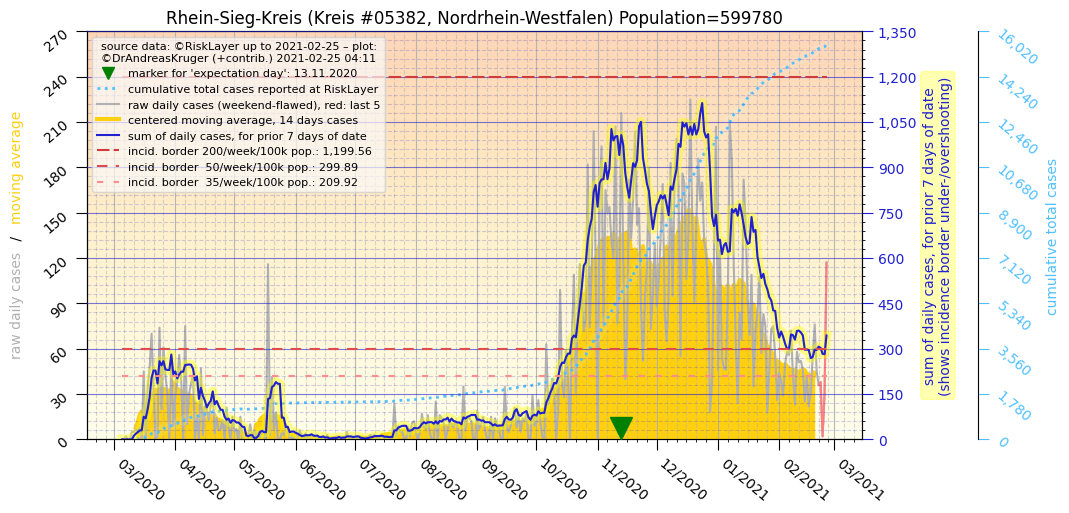 Rhein-Sieg-Kreis (Kreis #05382, Nordrhein-Westfalen) Population=599780
source data: ©RiskLayer up to 2021-02-25 – plot:
©DrAndreasKruger (+contrib.) 2021-02-25 04:11
marker for 'expectation day': 13.11.2020
cumulative total cases reported at RiskLayer
raw daily cases (weekend-flawed), red: last 5
centered moving average, 14 days cases
sum of daily cases, for prior 7 days of date
incid. border 200/week/100k pop.: 1,199.56
incid. border  50/week/100k pop.: 299.89
incid. border  35/week/100k pop.: 209.92
raw daily cases / moving average
270
240
210
180
150
120
90
60
30
0
03/2020
04/2020
05/2020
06/2020
07/2020
08/2020
09/2020
10/2020
11/2020
12/2020
01/2021
02/2021
03/2021
1,350
1,200
1,050
900
750
600
450
300
150
0
sum of daily cases, for prior 7 days of date
(shows incidence border under-/overshooting)
16,020
14,240
12,460
10,680
8,900
7,120
5,340
3,560
1,780
0
cumulative total cases